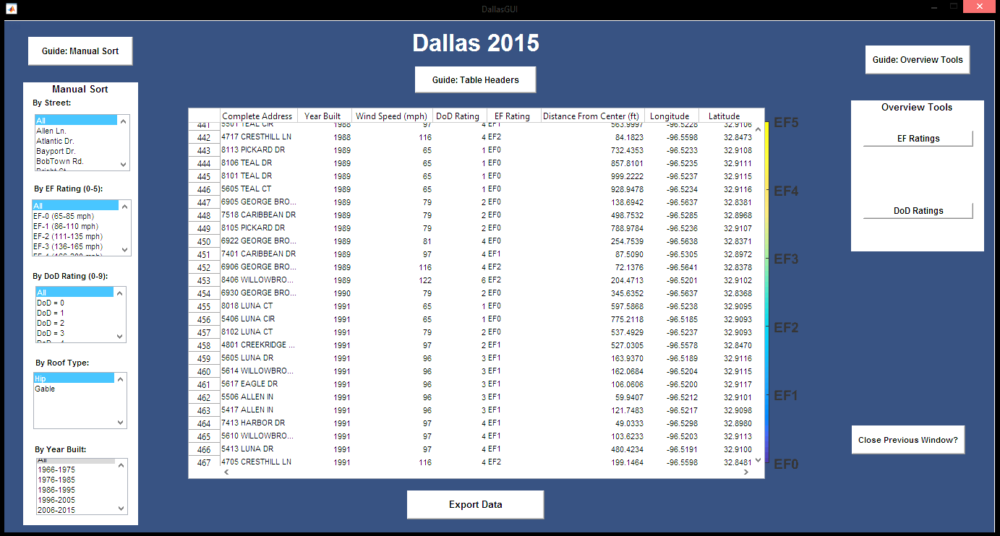 DallasGUI
Guide: Manual Sort
Dallas 2015
Guide: Table Headers
Guide: Overview Tools
Manual Sort
By Street:
All
Allen Ln.
Atlantic Dr.
Bayport Dr.
BobTown Rd.
Bright St.
By EF Rating (0-5):
All
EF-0 (65-85 mph)
EF-1 (86-110 mph)
EF-2 (111-135 mph)
EF-3 (136-165 mph)
EF-4 (166-200 mph)
By DoD Rating (0-9):
All
DoD = 0
DoD = 1
DoD = 2
DoD = 3
DoD = 4
By Roof Type:
Hip
Gable
By Year Built:
All
1966-1975
1976-1985
1986-1995
1996-2005
2006-2015
Complete Address Year Built Wind Speed (mph) DoD Rating EF Rating Distance From Center (ft) Longitude Latitude
441 5501 TEAL CIR 1988 97 4 EF1 563.9997 -96.5228 32.9106
442 4717 CRESTHILL LN 1988 116 4 EF2 84.1823 -96.5598 32.8473
443 8113 PICKARD DR 1989 65 1 EF0 732.4353 -96.5233 32.9108
444 8106 TEAL DR 1989 65 1 EF0 857.8101 -96.5235 32.9111
445 8101 TEAL DR 1989 65 1 EF0 999.2222 -96.5237 32.9115
446 5605 TEAL CT 1989 65 1 EF0 928.9478 -96.5234 32.9116
447 6905 GEORGE BRO... 1989 79 2 EF0 138.6942 -96.5637 32.8381
448 7518 CARIBBEAN DR 1989 79 2 EF0 498.7532 -96.5285 32.8968
449 8105 PICKARD DR 1989 79 2 EF0 788.9784 -96.5236 32.9107
450 6922 GEORGE BRO... 1989 81 4 EF0 254.7539 -96.5638 32.8371
451 7401 CARIBBEAN DR 1989 97 4 EF1 87.5090 -96.5305 32.8972
452 6906 GEORGE BRO... 1989 116 4 EF2 72.1376 -96.5641 32.8378
453 8406 WILLOWBRO... 1989 122 6 EF2 204.4713 -96.5201 32.9102
454 6930 GEORGE BRO... 1990 79 2 EF0 345.6352 -96.5637 32.8368
455 8018 LUNA CT 1991 65 1 EF0 597.5868 -96.5238 32.9095
456 5406 LUNA CIR 1991 65 1 EF0 775.2118 -96.5185 32.9093
457 8102 LUNA CT 1991 79 2 EF0 537.4929 -96.5237 32.9093
458 4801 CREEKRIDGE ... 1991 97 2 EF1 527.0305 -96.5578 32.8470
459 5605 LUNA DR 1991 96 3 EF1 163.9370 -96.5189 32.9116
460 5614 WILLOWBRO... 1991 96 3 EF1 162.0684 -96.5204 32.9115
461 5617 EAGLE DR 1991 96 3 EF1 106.0606 -96.5200 32.9117
462 5506 ALLEN IN 1991 96 3 EF1 59.9407 -96.5212 32.9101
463 5417 ALLEN IN 1991 96 3 EF1 121.7483 -96.5217 32.9098
464 7413 HARBOR DR 1991 97 4 EF1 49.0333 -96.5298 32.8980
465 5610 WILLOWBRO... 1991 97 4 EF1 103.6233 -96.5203 32.9113
466 5413 LUNA DR 1991 97 4 EF1 480.4234 -96.5191 32.9100
467 4705 CRESTHILL LN 1991 116 4 EF2 199.1464 -96.5598 32.8481
EF5
EF4
EF3
EF2
EF1
EF0
Overview Tools
EF Ratings
DoD Ratings
Close Previous Window?
Export Data